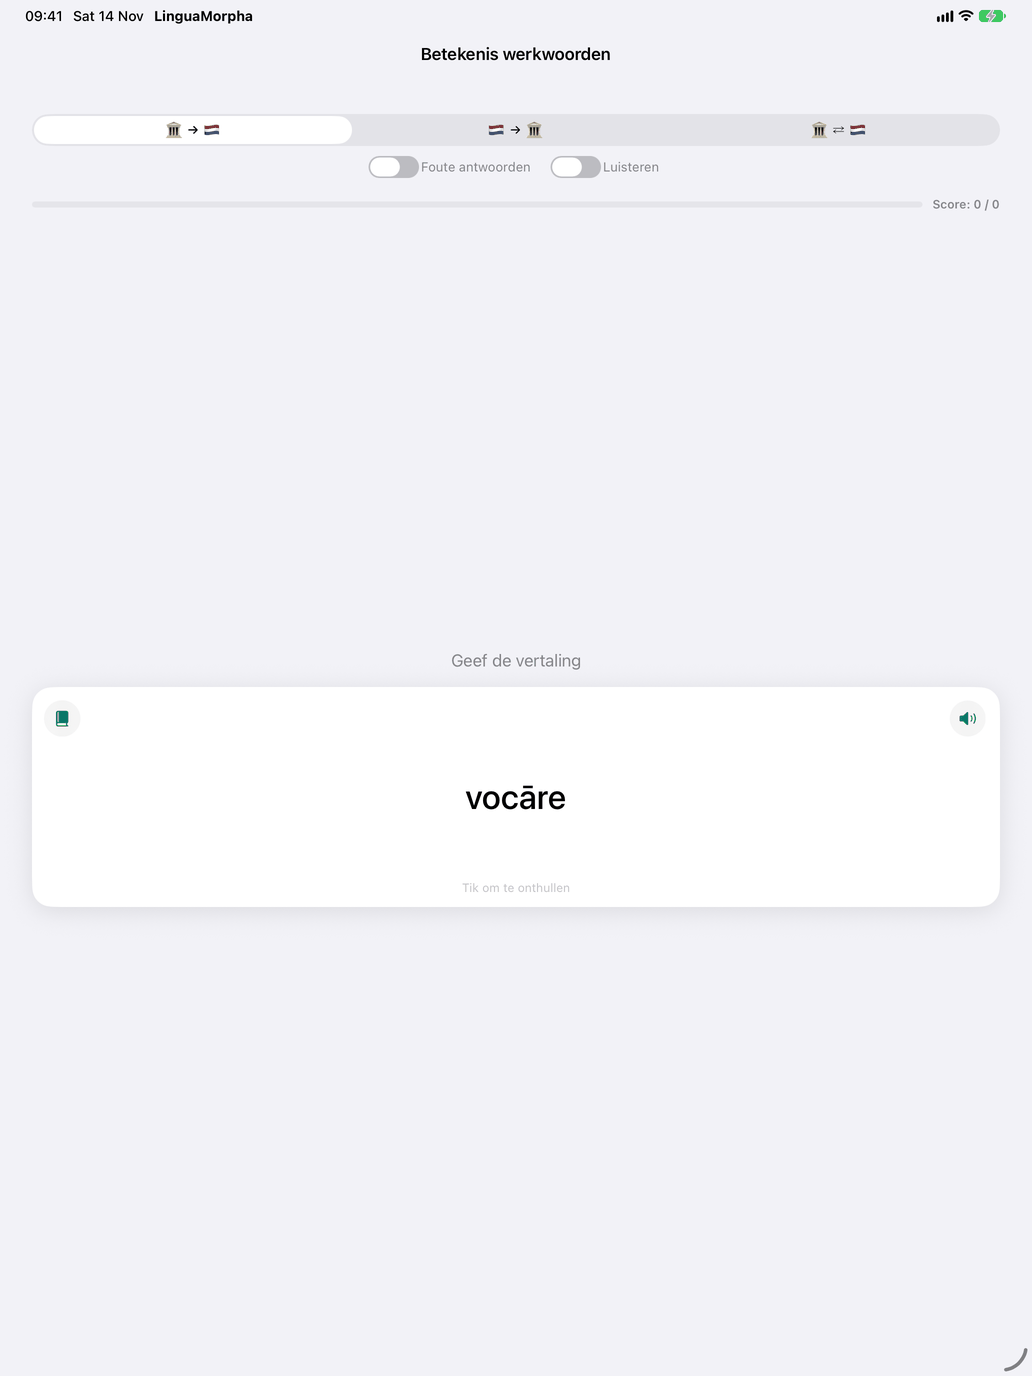 09:41 Sat 14 Nov LinguaMorpha
Betekenis werkwoorden
Foute antwoorden Luisteren
Score: 0 / 0
Geef de vertaling
vocāre
Tik om te onthullen